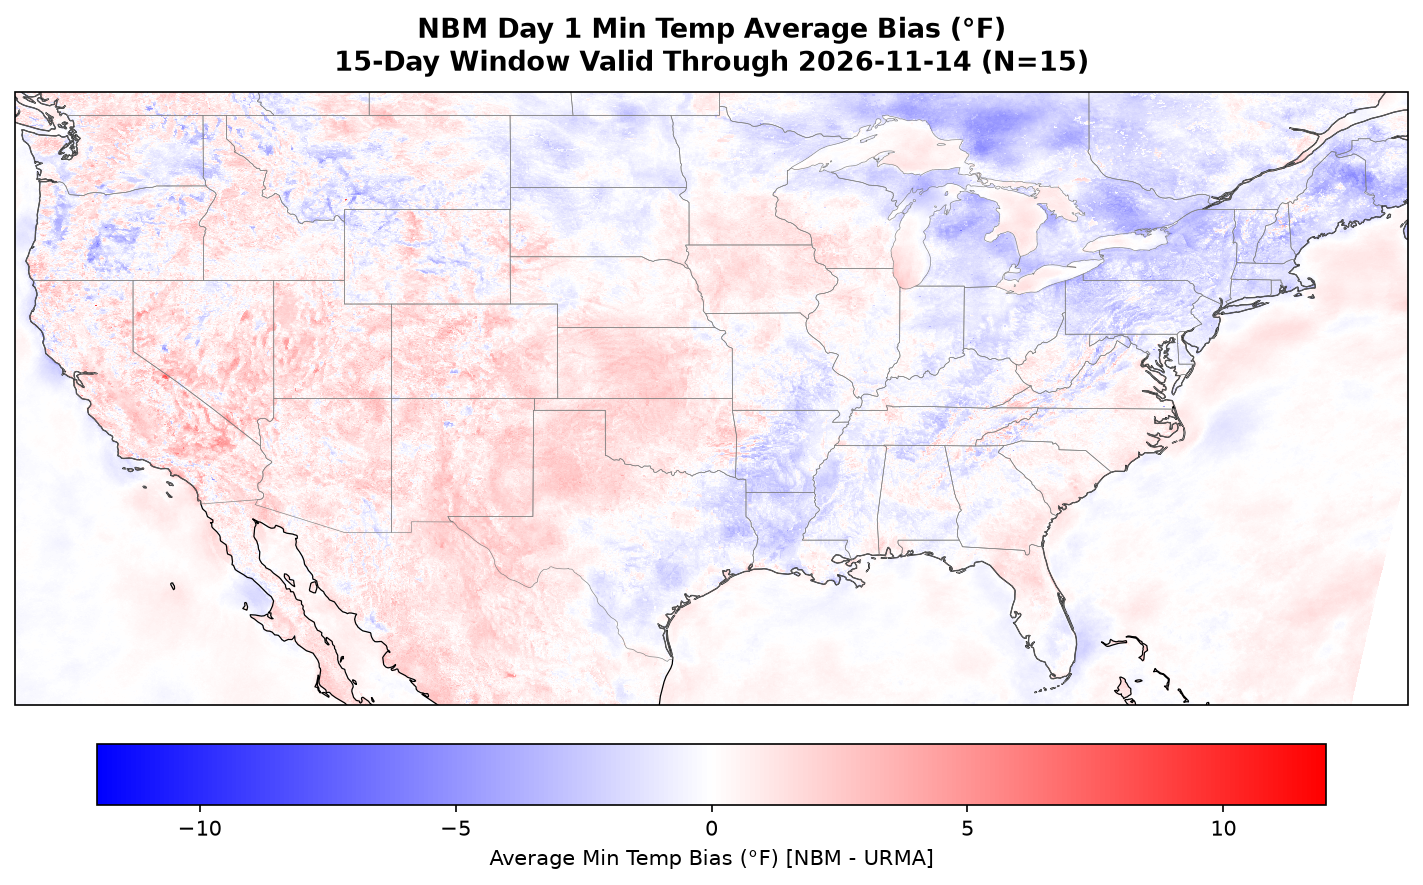 NBM Day 1 Min Temp Average Bias (°F)
15-Day Window Valid Through 2026-11-14 (N=15)
−10 −5 0 5 10
Average Min Temp Bias (°F) [NBM - URMA]